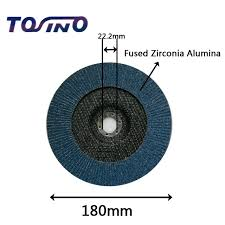 TOSINO
22.2mm
Fused Zirconia Alumina
180mm